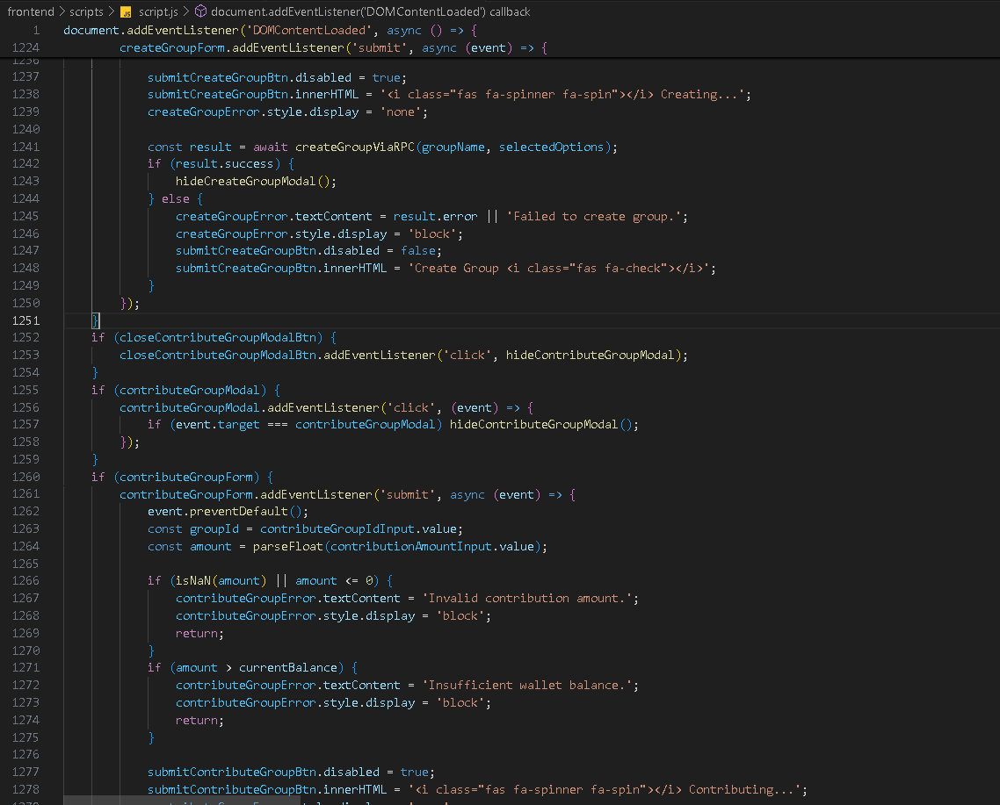 frontend > scripts > JS script.js > document.addEventListener('DOMContentLoaded') callback
1 document.addEventListener('DOMContentLoaded', async () => {
1224 createGroupForm.addEventListener('submit', async (event) => {
1236
1237 submitCreateGroupBtn.disabled = true;
1238 submitCreateGroupBtn.innerHTML = '<i class="fas fa-spinner fa-spin"></i> Creating...';
1239 createGroupError.style.display = 'none';
1240
1241 const result = await createGroupViaRPC(groupName, selectedOptions);
1242 if (result.success) {
1243 hideCreateGroupModal();
1244 } else {
1245 createGroupError.textContent = result.error || 'Failed to create group.';
1246 createGroupError.style.display = 'block';
1247 submitCreateGroupBtn.disabled = false;
1248 submitCreateGroupBtn.innerHTML = 'Create Group <i class="fas fa-check"></i>';
1249 }
1250 });
1251 }
1252 if (closeContributeGroupModalBtn) {
1253 closeContributeGroupModalBtn.addEventListener('click', hideContributeGroupModal);
1254 }
1255 if (contributeGroupModal) {
1256 contributeGroupModal.addEventListener('click', (event) => {
1257 if (event.target === contributeGroupModal) hideContributeGroupModal();
1258 });
1259 }
1260 if (contributeGroupForm) {
1261 contributeGroupForm.addEventListener('submit', async (event) => {
1262 event.preventDefault();
1263 const groupId = contributeGroupIdInput.value;
1264 const amount = parseFloat(contributionAmountInput.value);
1265
1266 if (isNaN(amount) || amount <= 0) {
1267 contributeGroupError.textContent = 'Invalid contribution amount.';
1268 contributeGroupError.style.display = 'block';
1269 return;
1270 }
1271 if (amount > currentBalance) {
1272 contributeGroupError.textContent = 'Insufficient wallet balance.';
1273 contributeGroupError.style.display = 'block';
1274 return;
1275 }
1276
1277 submitContributeGroupBtn.disabled = true;
1278 submitContributeGroupBtn.innerHTML = '<i class="fas fa-spinner fa-spin"></i> Contributing...';